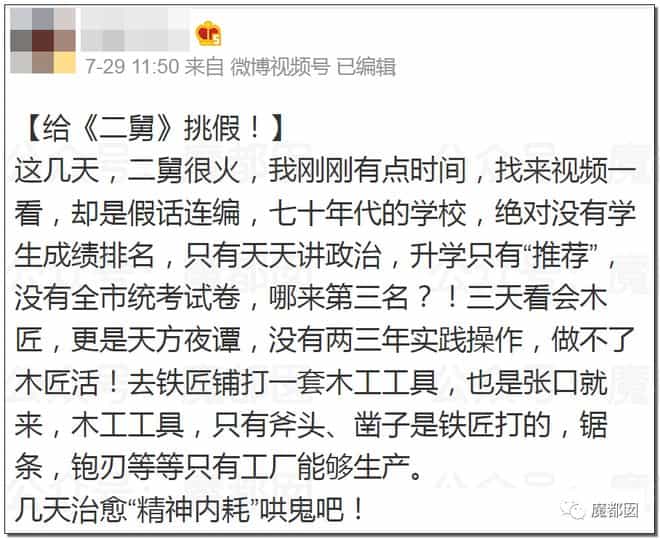 7-29 11:50 来自 微博视频号 已编辑
【给《二舅》挑假！】
这几天，二舅很火，我刚刚有点时间，找来视频一
看，却是假话连编，七十年代的学校，绝对没有学
生成绩排名，只有天天讲政治，升学只有“推荐”，
没有全市统考试卷，哪来第三名？！三天看会木
匠，更是天方夜谭，没有两三年实践操作，做不了
木匠活！去铁匠铺打一套木工工具，也是张口就
来，木工工具，只有斧头、凿子是铁匠打的，锯
条，铇刃等等只有工厂能够生产。
几天治愈“精神内耗”哄鬼吧！
魔都囡